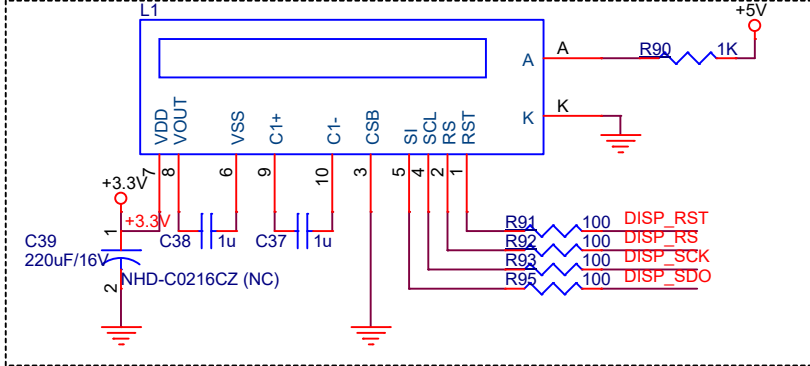 L1
+5V
A
A
R90
1K
K
K
VDD
VOUT
VSS
C1+
C1-
CSB
SI
SCL
RS
RST
7
8
6
9
10
3
5
4
2
1
+3.3V
+3.3V
1
C39
220uF/16V
2
C38
1u
C37
1u
NHD-C0216CZ (NC)
R91
100
DISP_RST
R92
100
DISP_RS
R93
100
DISP_SCK
R95
100
DISP_SDO